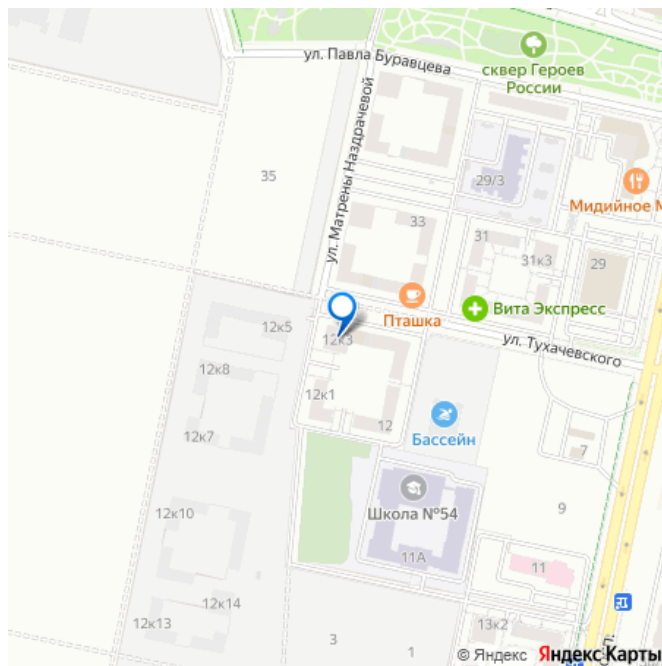 ул. Павла Буравцева
сквер Героев
России
ул. Матрены Наздрачевой
35
29/3
Мидийное М
33
31
31к3
29
Пташка
Вита Экспресс
12к5
12к3
ул. Тухачевского
12к8
12к1
12
12к7
Бассейн
7
Школа №54
9
12к10
11А
11
12к14
12к13
13к2
3
1
© Яндекс Яндекс Карты